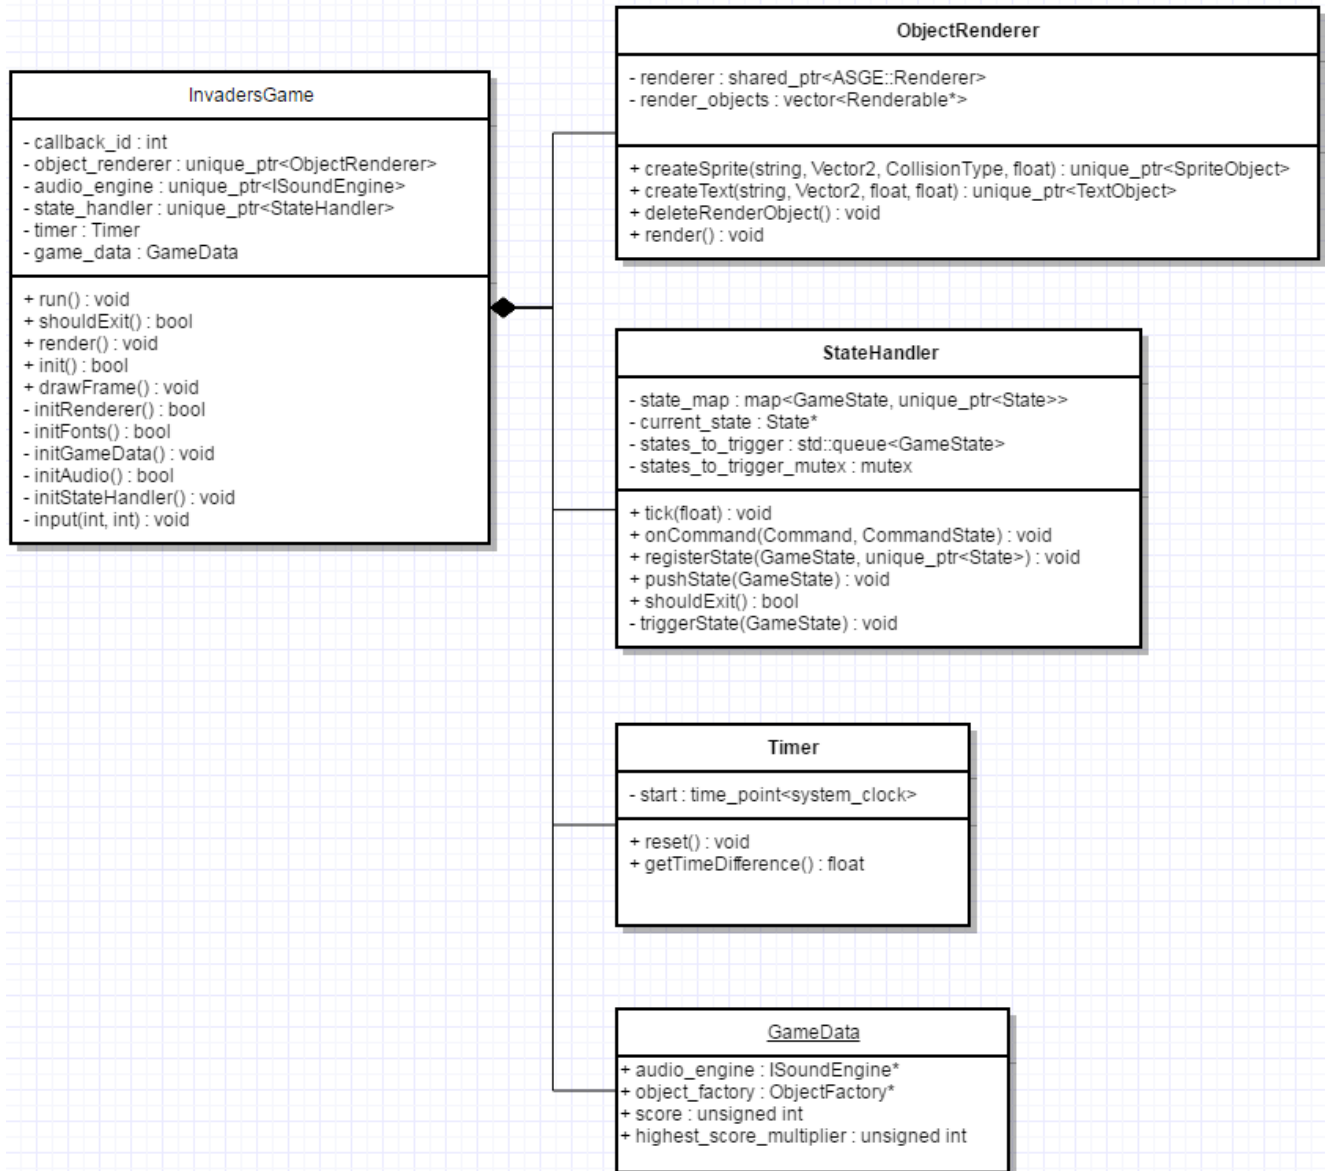 InvadersGame
- callback_id : int
- object_renderer : unique_ptr<ObjectRenderer>
- audio_engine : unique_ptr<ISoundEngine>
- state_handler : unique_ptr<StateHandler>
- timer : Timer
- game_data : GameData
+ run() : void
+ shouldExit() : bool
+ render() : void
+ init() : bool
+ drawFrame() : void
- initRenderer() : bool
- initFonts() : bool
- initGameData() : void
- initAudio() : bool
- initStateHandler() : void
- input(int, int) : void
ObjectRenderer
- renderer : shared_ptr<ASGE::Renderer>
- render_objects : vector<Renderable*>
+ createSprite(string, Vector2, CollisionType, float) : unique_ptr<SpriteObject>
+ createText(string, Vector2, float, float) : unique_ptr<TextObject>
+ deleteRenderObject() : void
+ render() : void
StateHandler
- state_map : map<GameState, unique_ptr<State>>
- current_state : State*
- states_to_trigger : std::queue<GameState>
- states_to_trigger_mutex : mutex
+ tick(float) : void
+ onCommand(Command, CommandState) : void
+ registerState(GameState, unique_ptr<State>) : void
+ pushState(GameState) : void
+ shouldExit() : bool
- triggerState(GameState) : void
Timer
- start : time_point<system_clock>
+ reset() : void
+ getTimeDifference() : float
GameData
+ audio_engine : ISoundEngine*
+ object_factory : ObjectFactory*
+ score : unsigned int
+ highest_score_multiplier : unsigned int